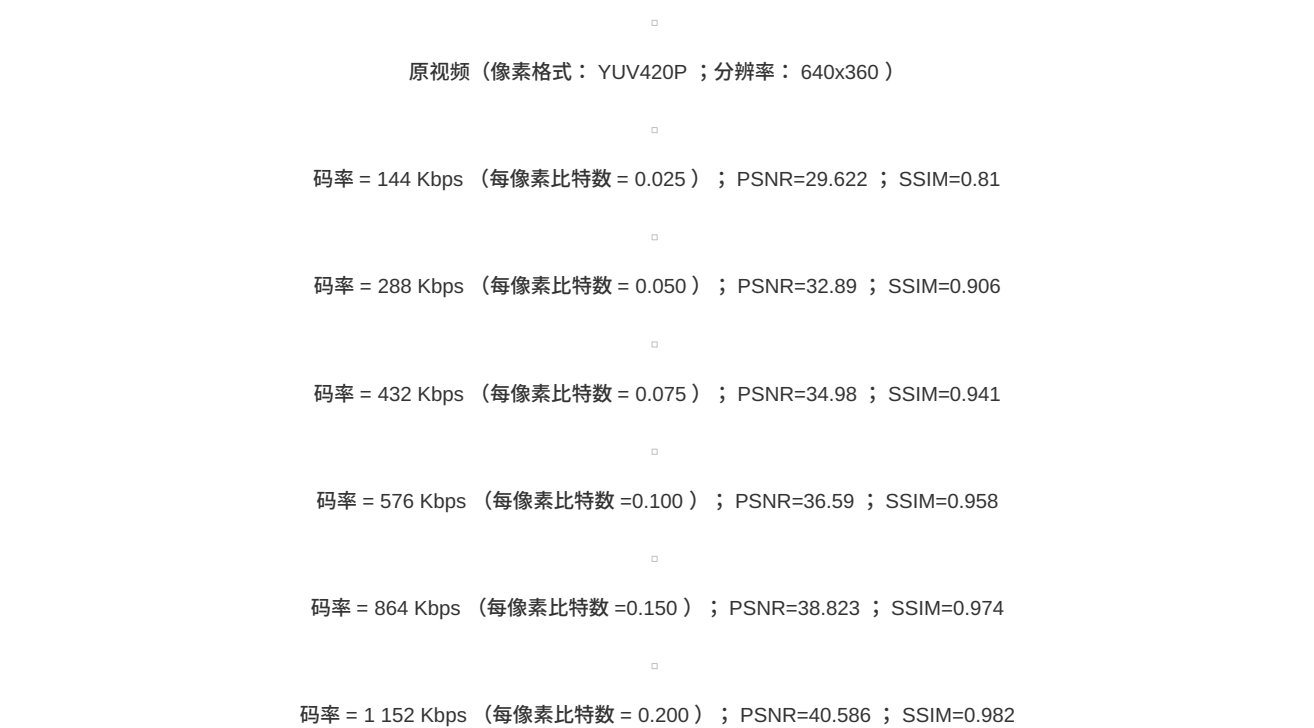 原视频（像素格式： YUV420P ；分辨率： 640x360 ）
码率 = 144 Kbps （每像素比特数 = 0.025 ）； PSNR=29.622 ； SSIM=0.81
码率 = 288 Kbps （每像素比特数 = 0.050 ）； PSNR=32.89 ； SSIM=0.906
码率 = 432 Kbps （每像素比特数 = 0.075 ）； PSNR=34.98 ； SSIM=0.941
码率 = 576 Kbps （每像素比特数 =0.100 ）； PSNR=36.59 ； SSIM=0.958
码率 = 864 Kbps （每像素比特数 =0.150 ）； PSNR=38.823 ； SSIM=0.974
码率 = 1 152 Kbps （每像素比特数 = 0.200 ）； PSNR=40.586 ； SSIM=0.982